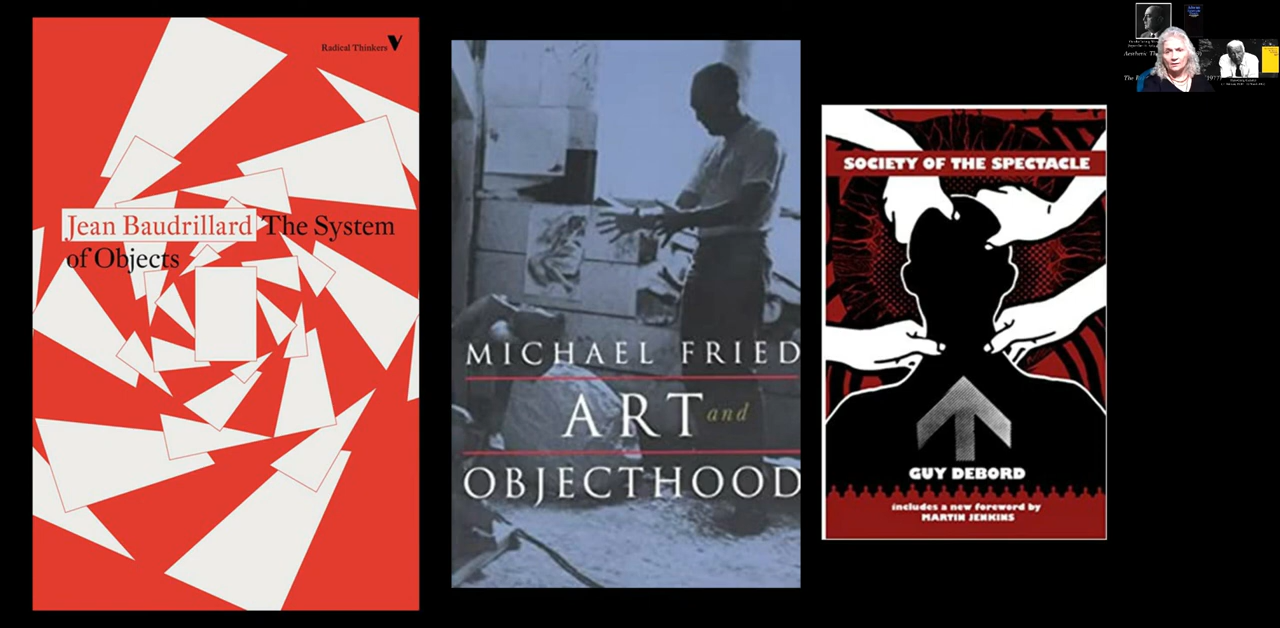 Radical Thinkers
Jean Baudrillard The System
of Objects
MICHAEL FRIED
ART and
OBJECTHOOD
SOCIETY OF THE SPECTACLE
GUY DEBORD
includes a new foreword by
MARTIN JENKINS